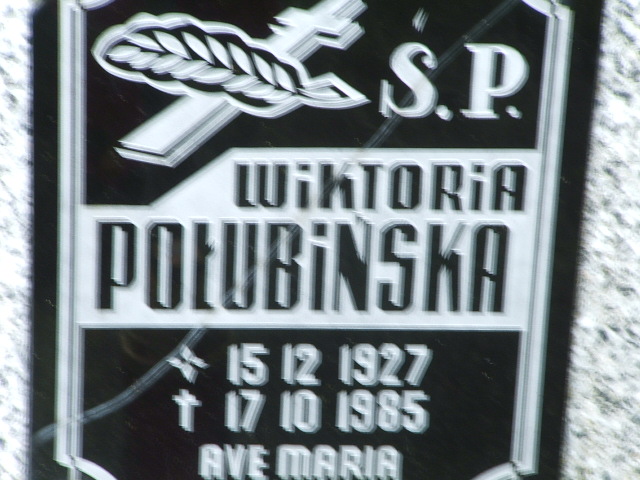 Ś.P.
WiKTORiA
POŁUBiŃSKA
15 12 1927
✝ 17 10 1985
AVE MARIA